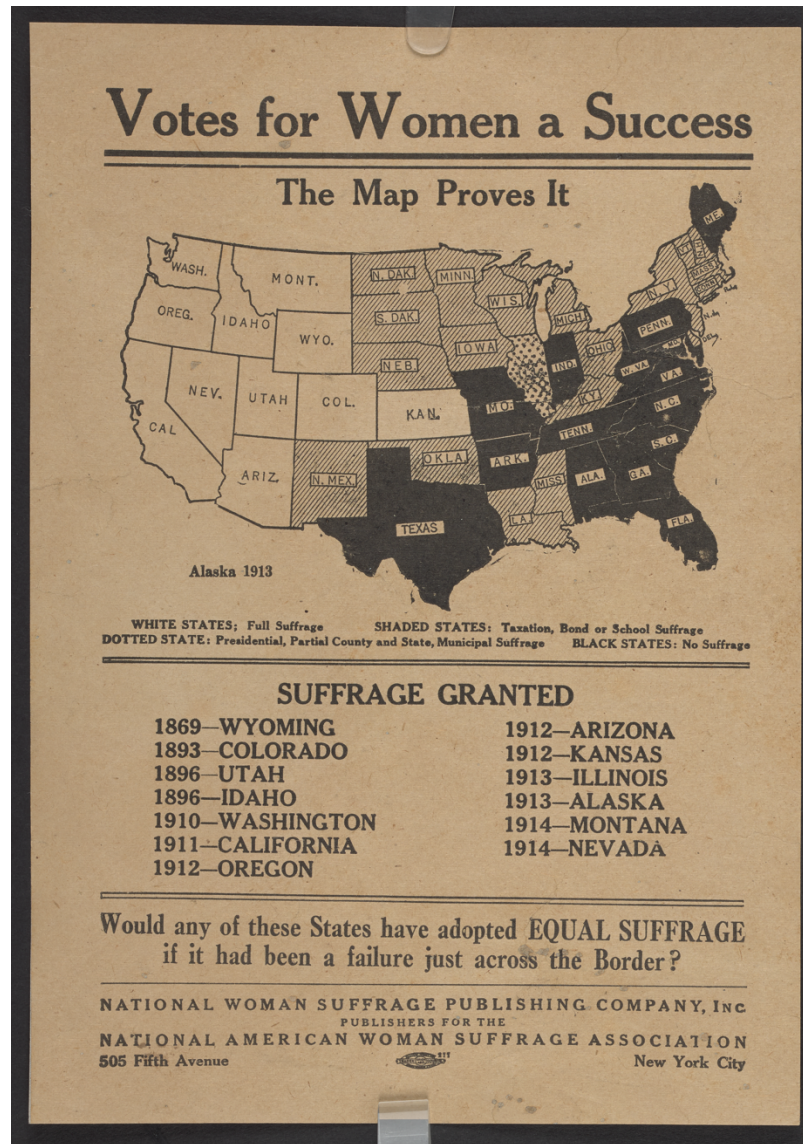 Votes for Women a Success
The Map Proves It
WASH.
OREG.
CAL
IDAHO
NEV.
MONT.
WYO.
UTAH
COL.
ARIZ.
N. MEX.
N. DAK.
S. DAK.
NEB.
KAN.
OKLA.
TEXAS
MINN.
IOWA
MO.
ARK.
LA.
WIS.
MICH.
IND.
OHIO
KY.
TENN.
MISS.
ALA.
GA.
FLA.
S.C.
N.C.
VA.
W.VA.
MD.
DEL.
PENN.
N.J.
N.Y.
MASS
ME.
Alaska 1913
WHITE STATES; Full Suffrage SHADED STATES: Taxation, Bond or School Suffrage
DOTTED STATE: Presidential, Partial County and State, Municipal Suffrage BLACK STATES: No Suffrage
SUFFRAGE GRANTED
1869—WYOMING
1893—COLORADO
1896—UTAH
1896—IDAHO
1910—WASHINGTON
1911—CALIFORNIA
1912—OREGON
1912—ARIZONA
1912—KANSAS
1913—ILLINOIS
1913—ALASKA
1914—MONTANA
1914—NEVADA
Would any of these States have adopted EQUAL SUFFRAGE
if it had been a failure just across the Border?
NATIONAL WOMAN SUFFRAGE PUBLISHING COMPANY, INC.
PUBLISHERS FOR THE
NATIONAL AMERICAN WOMAN SUFFRAGE ASSOCIATION
505 Fifth Avenue New York City